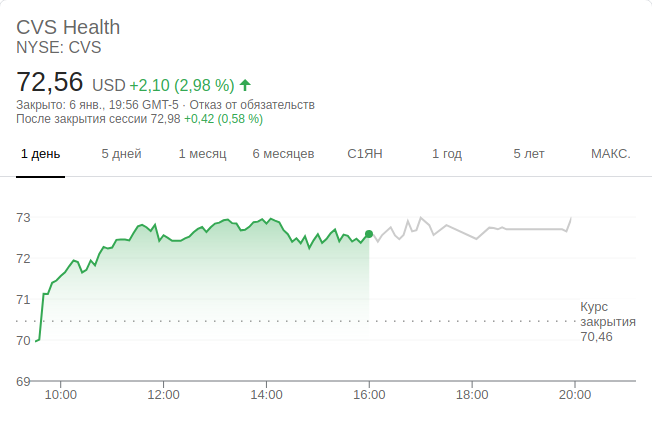 CVS Health
NYSE: CVS
72,56 USD +2,10 (2,98 %)
Закрыто: 6 янв., 19:56 GMT-5 · Отказ от обязательств
После закрытия сессии 72,98 +0,42 (0,58 %)
1 день 5 дней 1 месяц 6 месяцев С1ЯН 1 год 5 лет МАКС.
73
72
71
70
69
Курс
закрытия
70,46
10:00 12:00 14:00 16:00 18:00 20:00